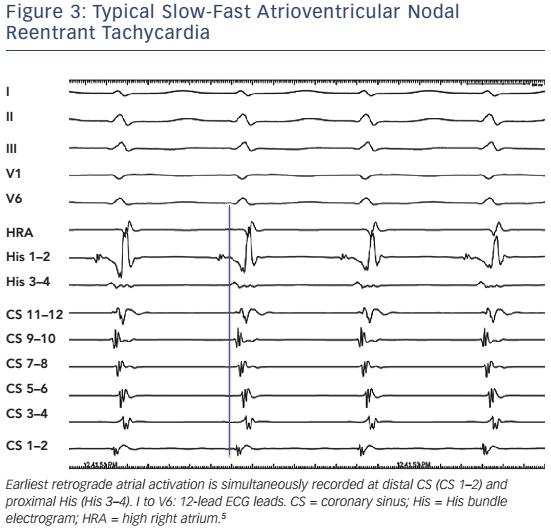 Figure 3: Typical Slow-Fast Atrioventricular Nodal
Reentrant Tachycardia
I
II
III
V1
V6
HRA
His 1–2
His 3–4
CS 11–12
CS 9–10
CS 7–8
CS 5–6
CS 3–4
CS 1–2
Earliest retrograde atrial activation is simultaneously recorded at distal CS (CS 1–2) and
proximal His (His 3–4). I to V6: 12-lead ECG leads. CS = coronary sinus; His = His bundle
electrogram; HRA = high right atrium.⁵